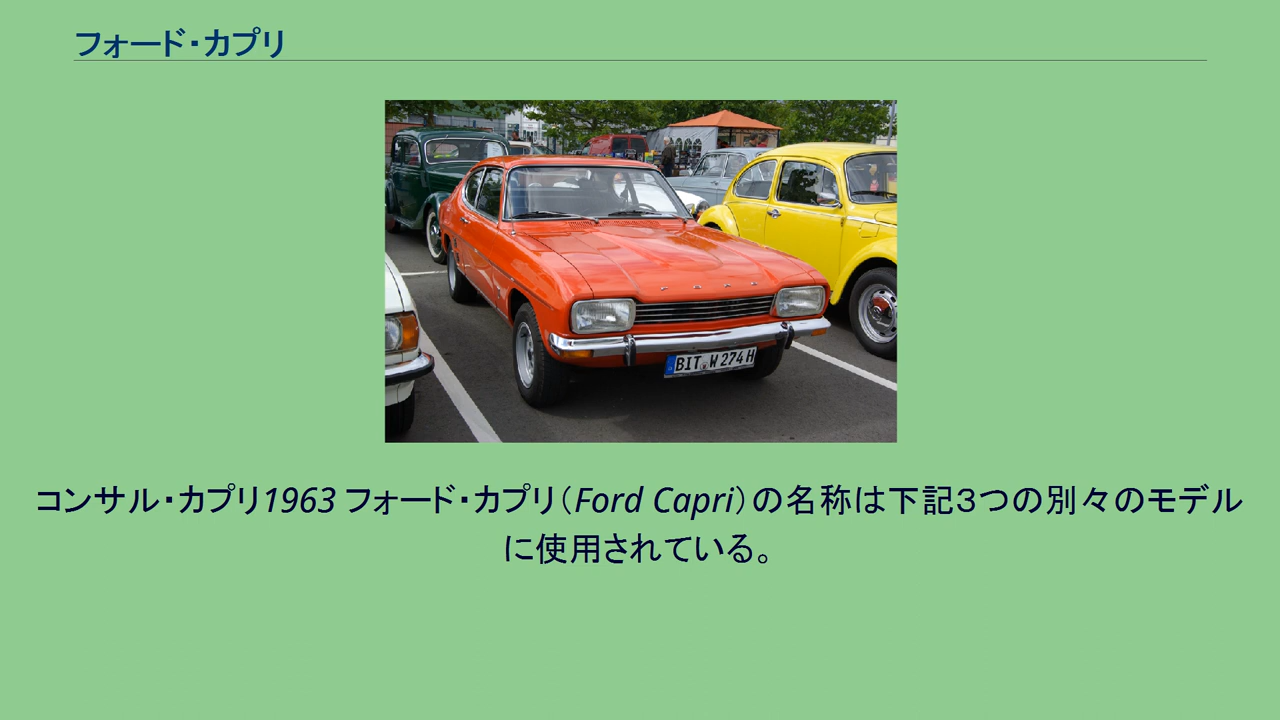 フォード・カプリ
FORD
BIT W 274 H
コンサル・カプリ1963 フォード・カプリ（Ford Capri）の名称は下記３つの別々のモデル
に使用されている。